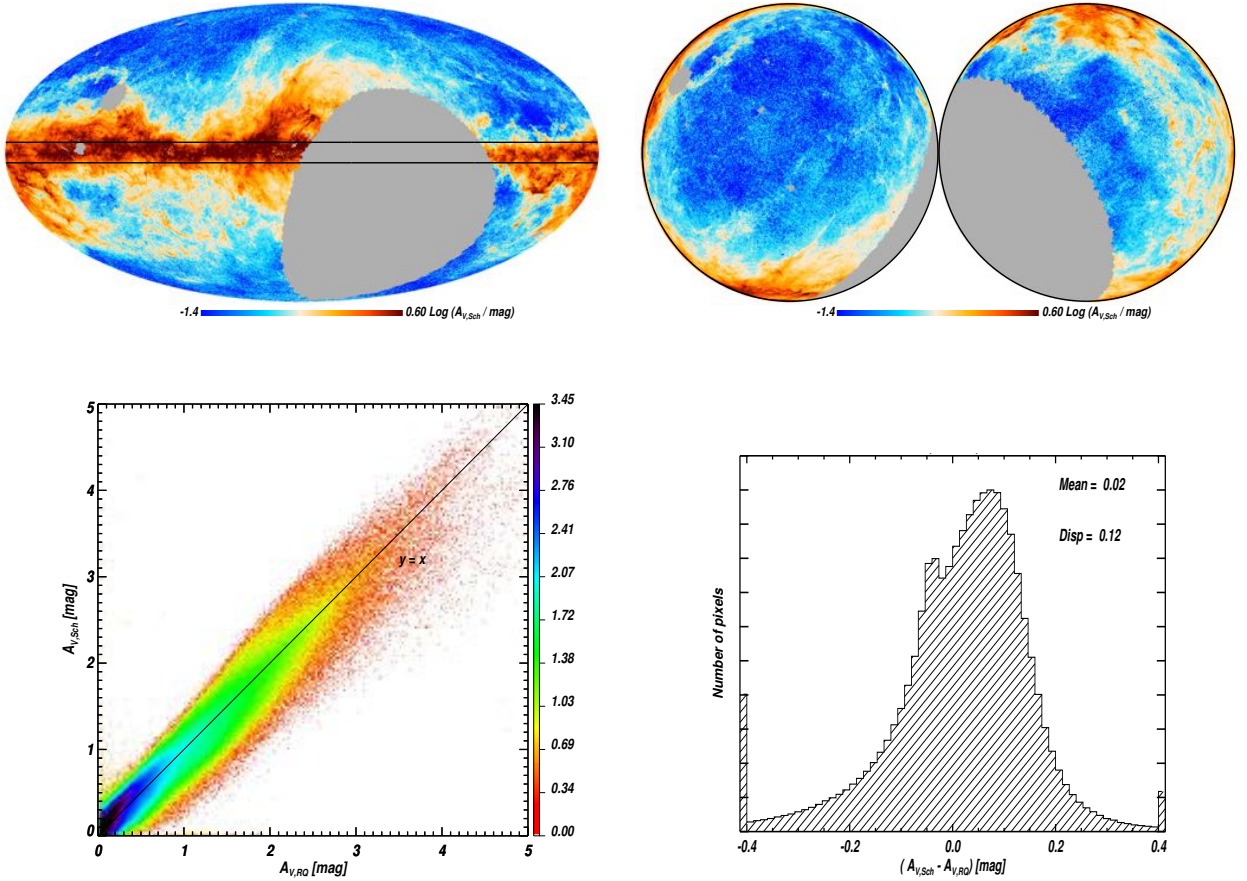 -1.4 0.60 Log (A_V,Sch / mag)
-1.4 0.60 Log (A_V,Sch / mag)
5
4
3
2
1
0
A_V,Sch [mag]
y = x
0 1 2 3 4 5
A_V,RQ [mag]
3.45
3.10
2.76
2.41
2.07
1.72
1.38
1.03
0.69
0.34
0.00
Mean = 0.02
Disp = 0.12
Number of pixels
-0.4 -0.2 0.0 0.2 0.4
( A_V,Sch - A_V,RQ) [mag]